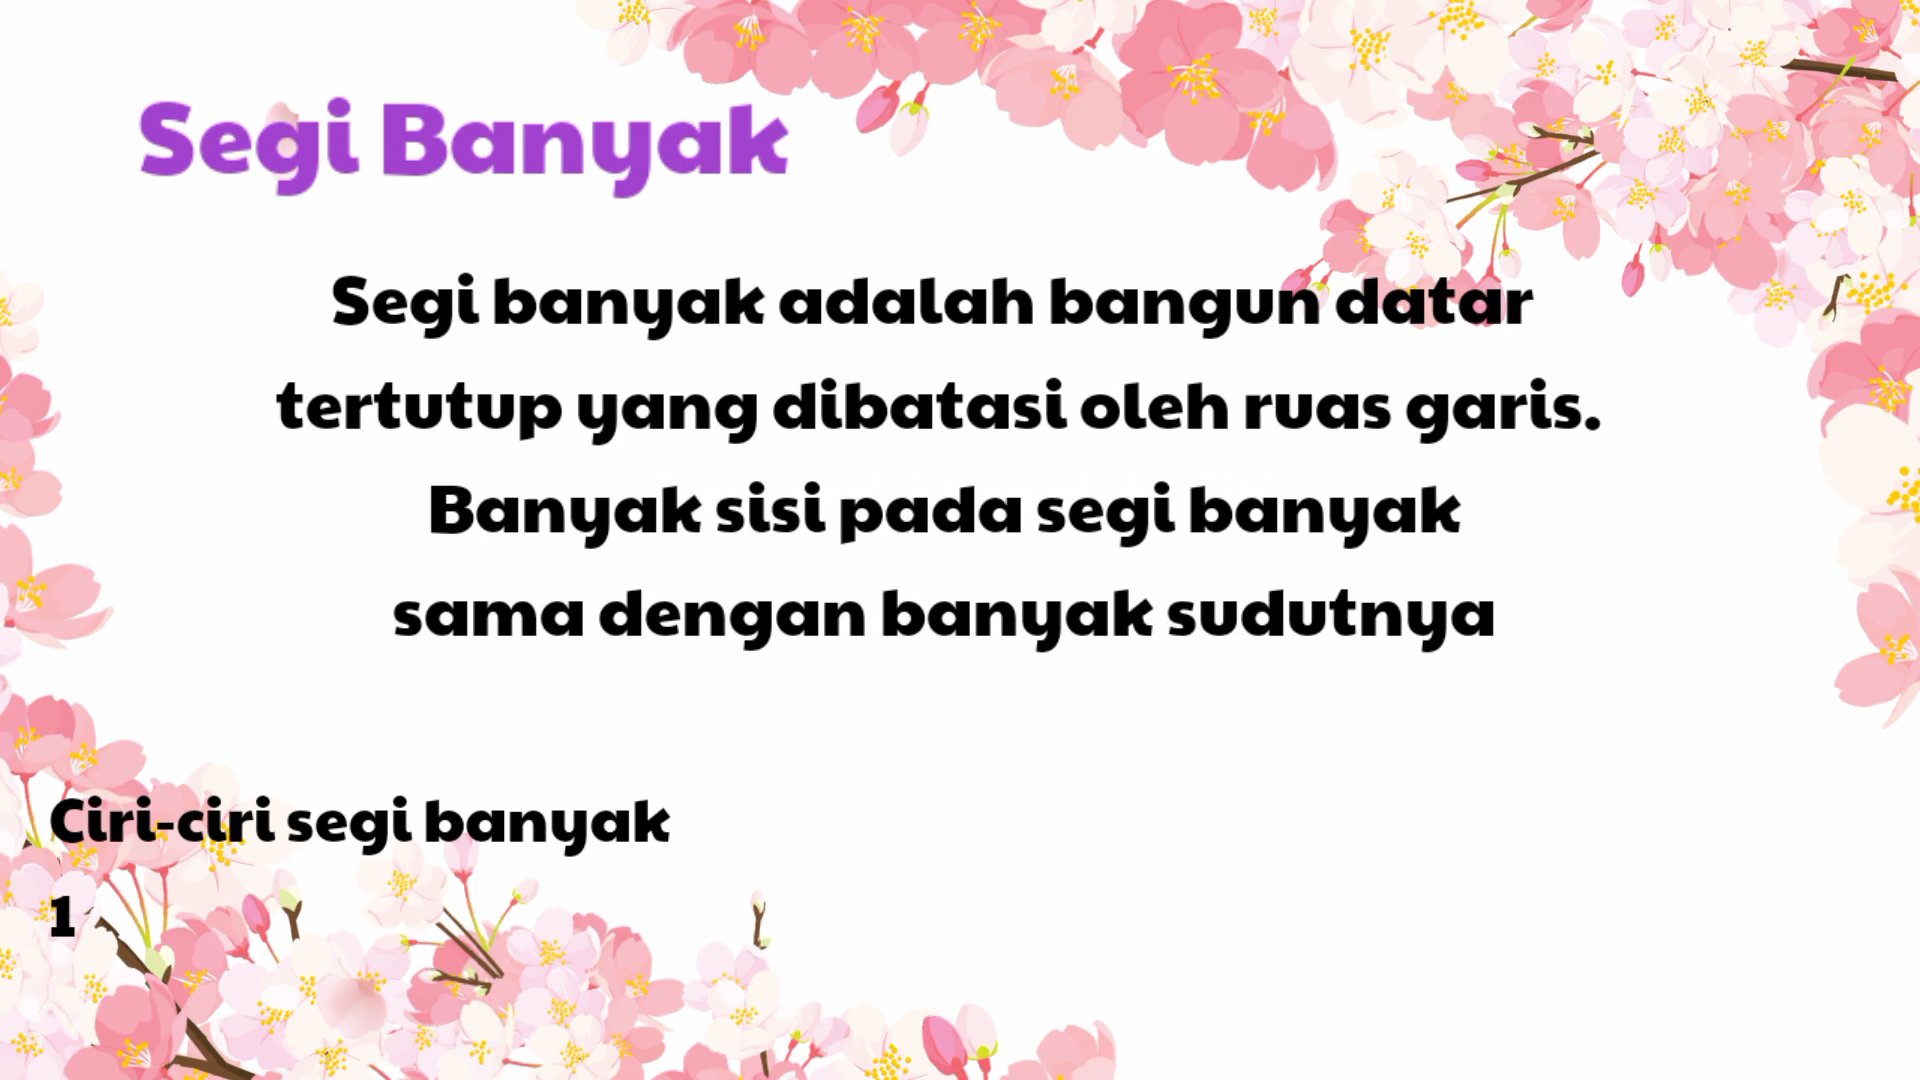 Segi Banyak
Segi banyak adalah bangun datar
tertutup yang dibatasi oleh ruas garis.
Banyak sisi pada segi banyak
sama dengan banyak sudutnya
Ciri-ciri segi banyak
1